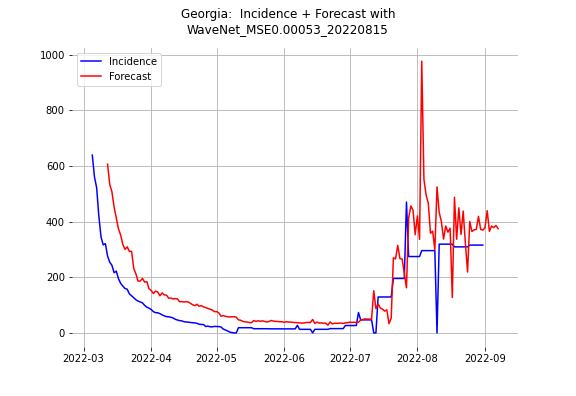 Georgia:  Incidence + Forecast with
WaveNet_MSE0.00053_20220815
Incidence
Forecast
1000
800
600
400
200
0
2022-03 2022-04 2022-05 2022-06 2022-07 2022-08 2022-09